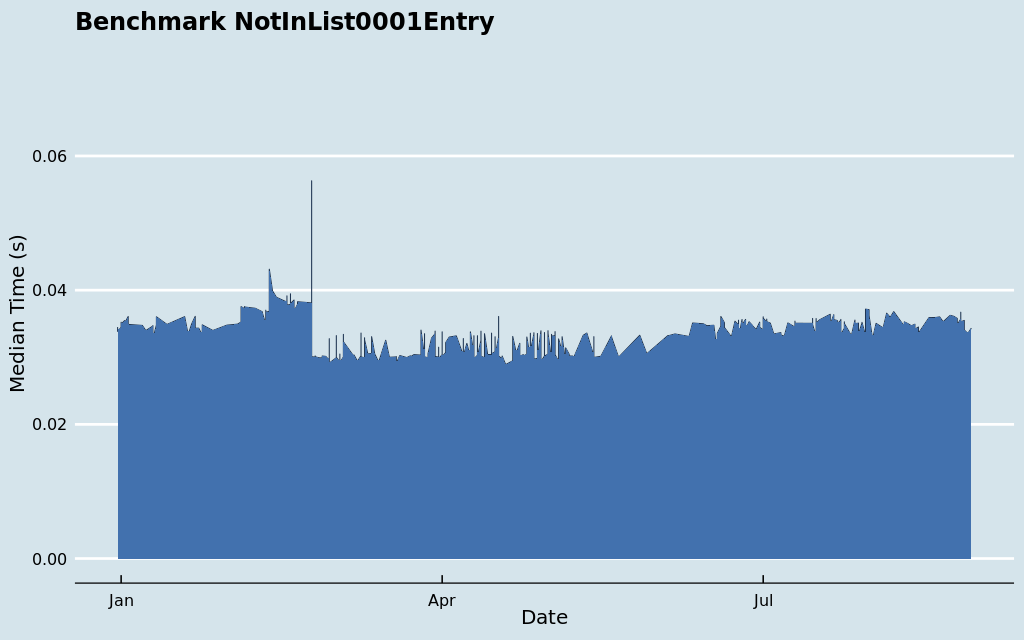 Benchmark NotInList0001Entry
Median Time (s)
0.06
0.04
0.02
0.00
Jan Apr Jul
Date